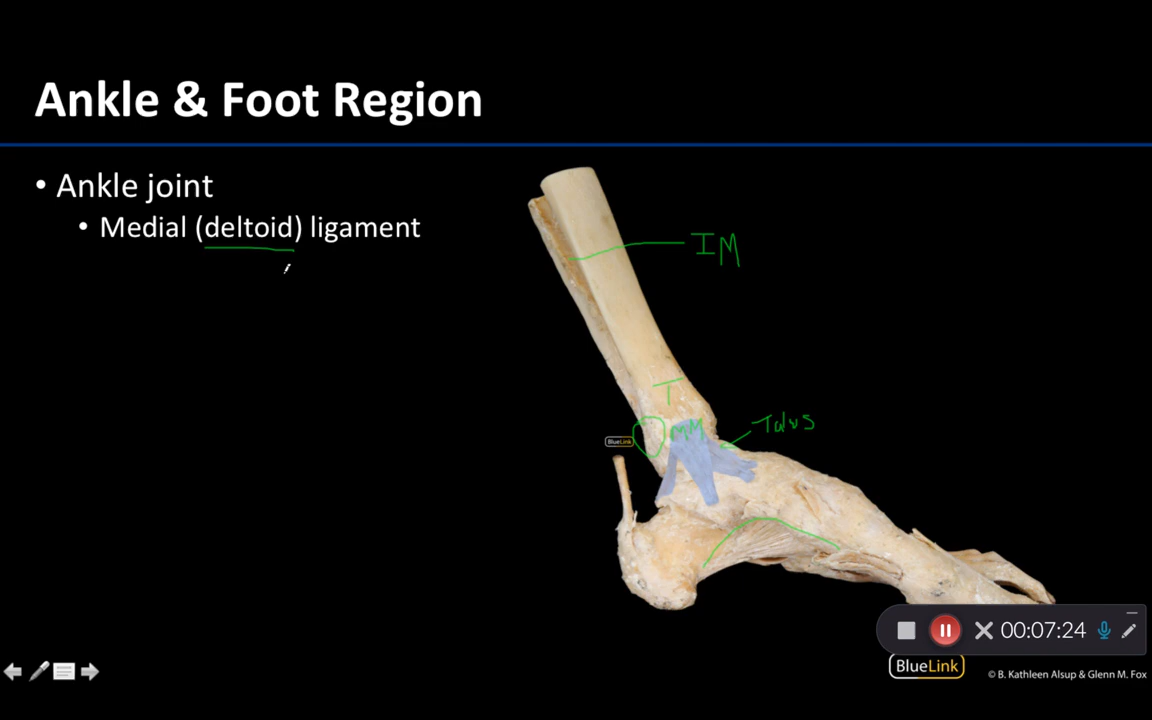 Ankle & Foot Region
• Ankle joint
• Medial (deltoid) ligament
IM
T
MM
Talus
BlueLink
00:07:24
BlueLink
© B. Kathleen Alsup & Glenn M. Fox